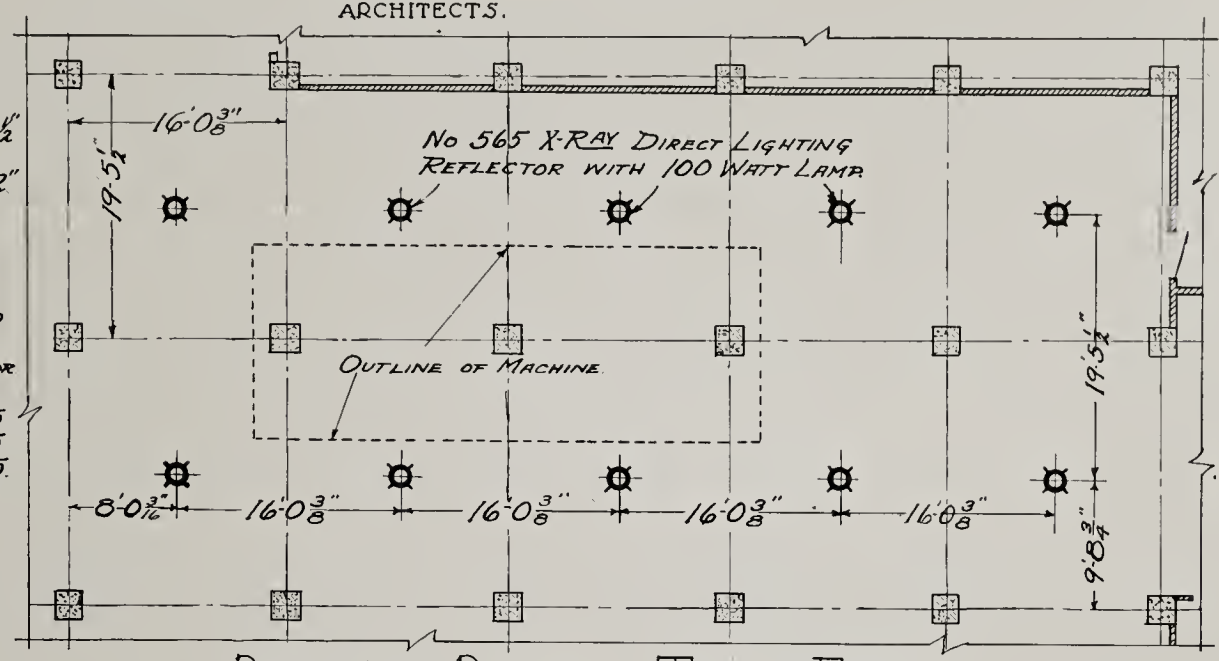 ARCHITECTS.
16'-0 3/8"
No 565 X-RAY DIRECT LIGHTING
REFLECTOR WITH 100 WATT LAMP.
19'-5 1/2"
OUTLINE OF MACHINE.
19'-5 1/2"
8'-0 3/16"
16'-0 3/8"
16'-0 3/8"
16'-0 3/8"
16'-0 3/8"
9'-8 3/4"